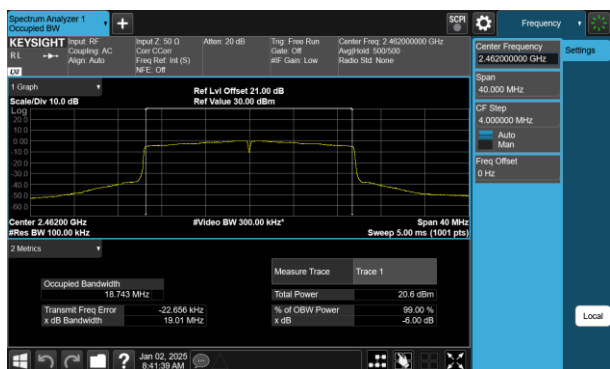 Spectrum Analyzer 1
Occupied BW
+
SCPI
Frequency
KEYSIGHT
RL
LXI
Input: RF
Coupling: AC
Align: Auto
Input Z: 50 Ω
Corr CCorr
Freq Ref: Int (S)
NFE: Off
Atten: 20 dB
Trig: Free Run
Gate: Off
#IF Gain: Low
Center Freq: 2.462000000 GHz
Avg|Hold: 500/500
Radio Std: None
Center Frequency
2.462000000 GHz
Settings
Span
40.000 MHz
CF Step
4.000000 MHz
Auto
Man
Freq Offset
0 Hz
1 Graph
Scale/Div 10.0 dB
Ref Lvl Offset 21.00 dB
Ref Value 30.00 dBm
Log
20.0
10.0
0.00
-10.0
-20.0
-30.0
-40.0
-50.0
-60.0
Center 2.46200 GHz
#Res BW 100.00 kHz
#Video BW 300.00 kHz*
Span 40 MHz
Sweep 5.00 ms (1001 pts)
2 Metrics
Measure Trace Trace 1
Occupied Bandwidth
18.743 MHz
Total Power 20.6 dBm
Transmit Freq Error -22.656 kHz
% of OBW Power 99.00 %
x dB Bandwidth 19.01 MHz
x dB -6.00 dB
Local
?
Jan 02, 2025
8:41:39 AM